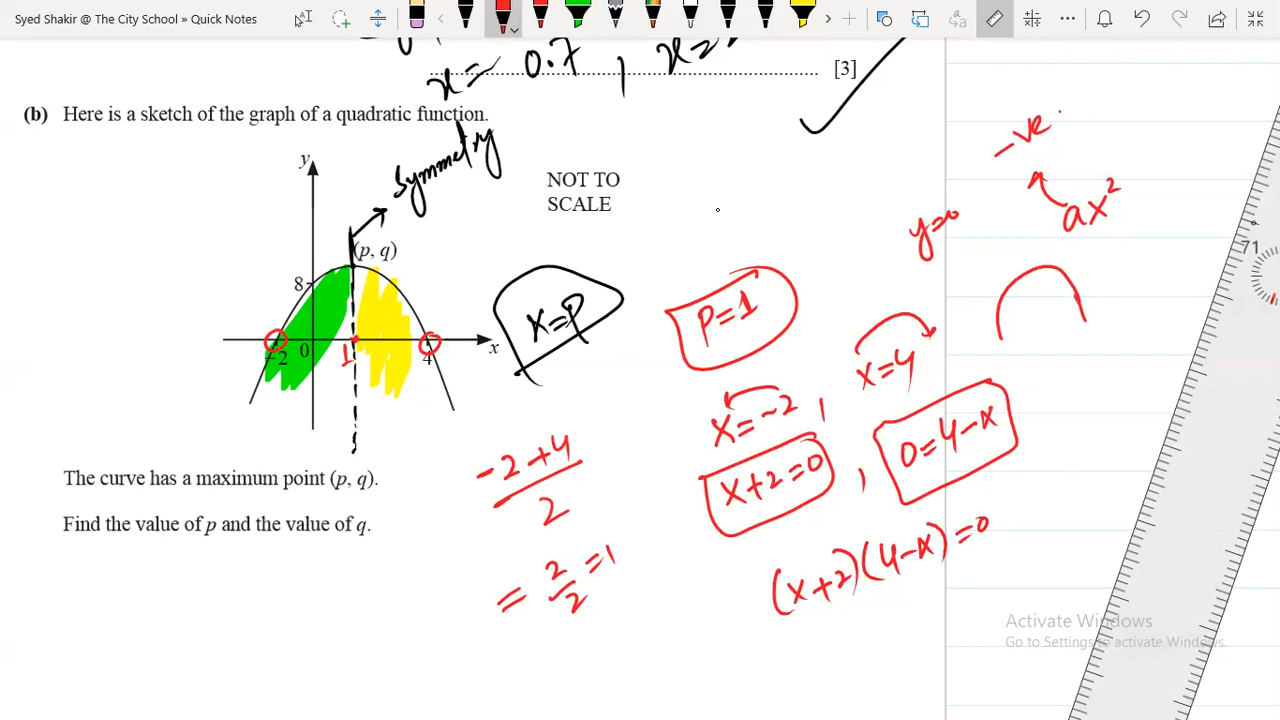 Syed Shakir @ The City School » Quick Notes
x = 0.7 , x =
[3]
(b) Here is a sketch of the graph of a quadratic function.
-ve
y
Symmetry
NOT TO
SCALE
ax²
y=0
71
(p, q)
8
x=p
P=1
-2
0
1
4
x
x=4
x=-2 ,
x+2=0 , 0=4-x
-2+4
2
The curve has a maximum point (p, q).
Find the value of p and the value of q.
(x+2)(4-x)=0
= 2/2 =1
Activate Windows
Go to Settings to activate Windows.